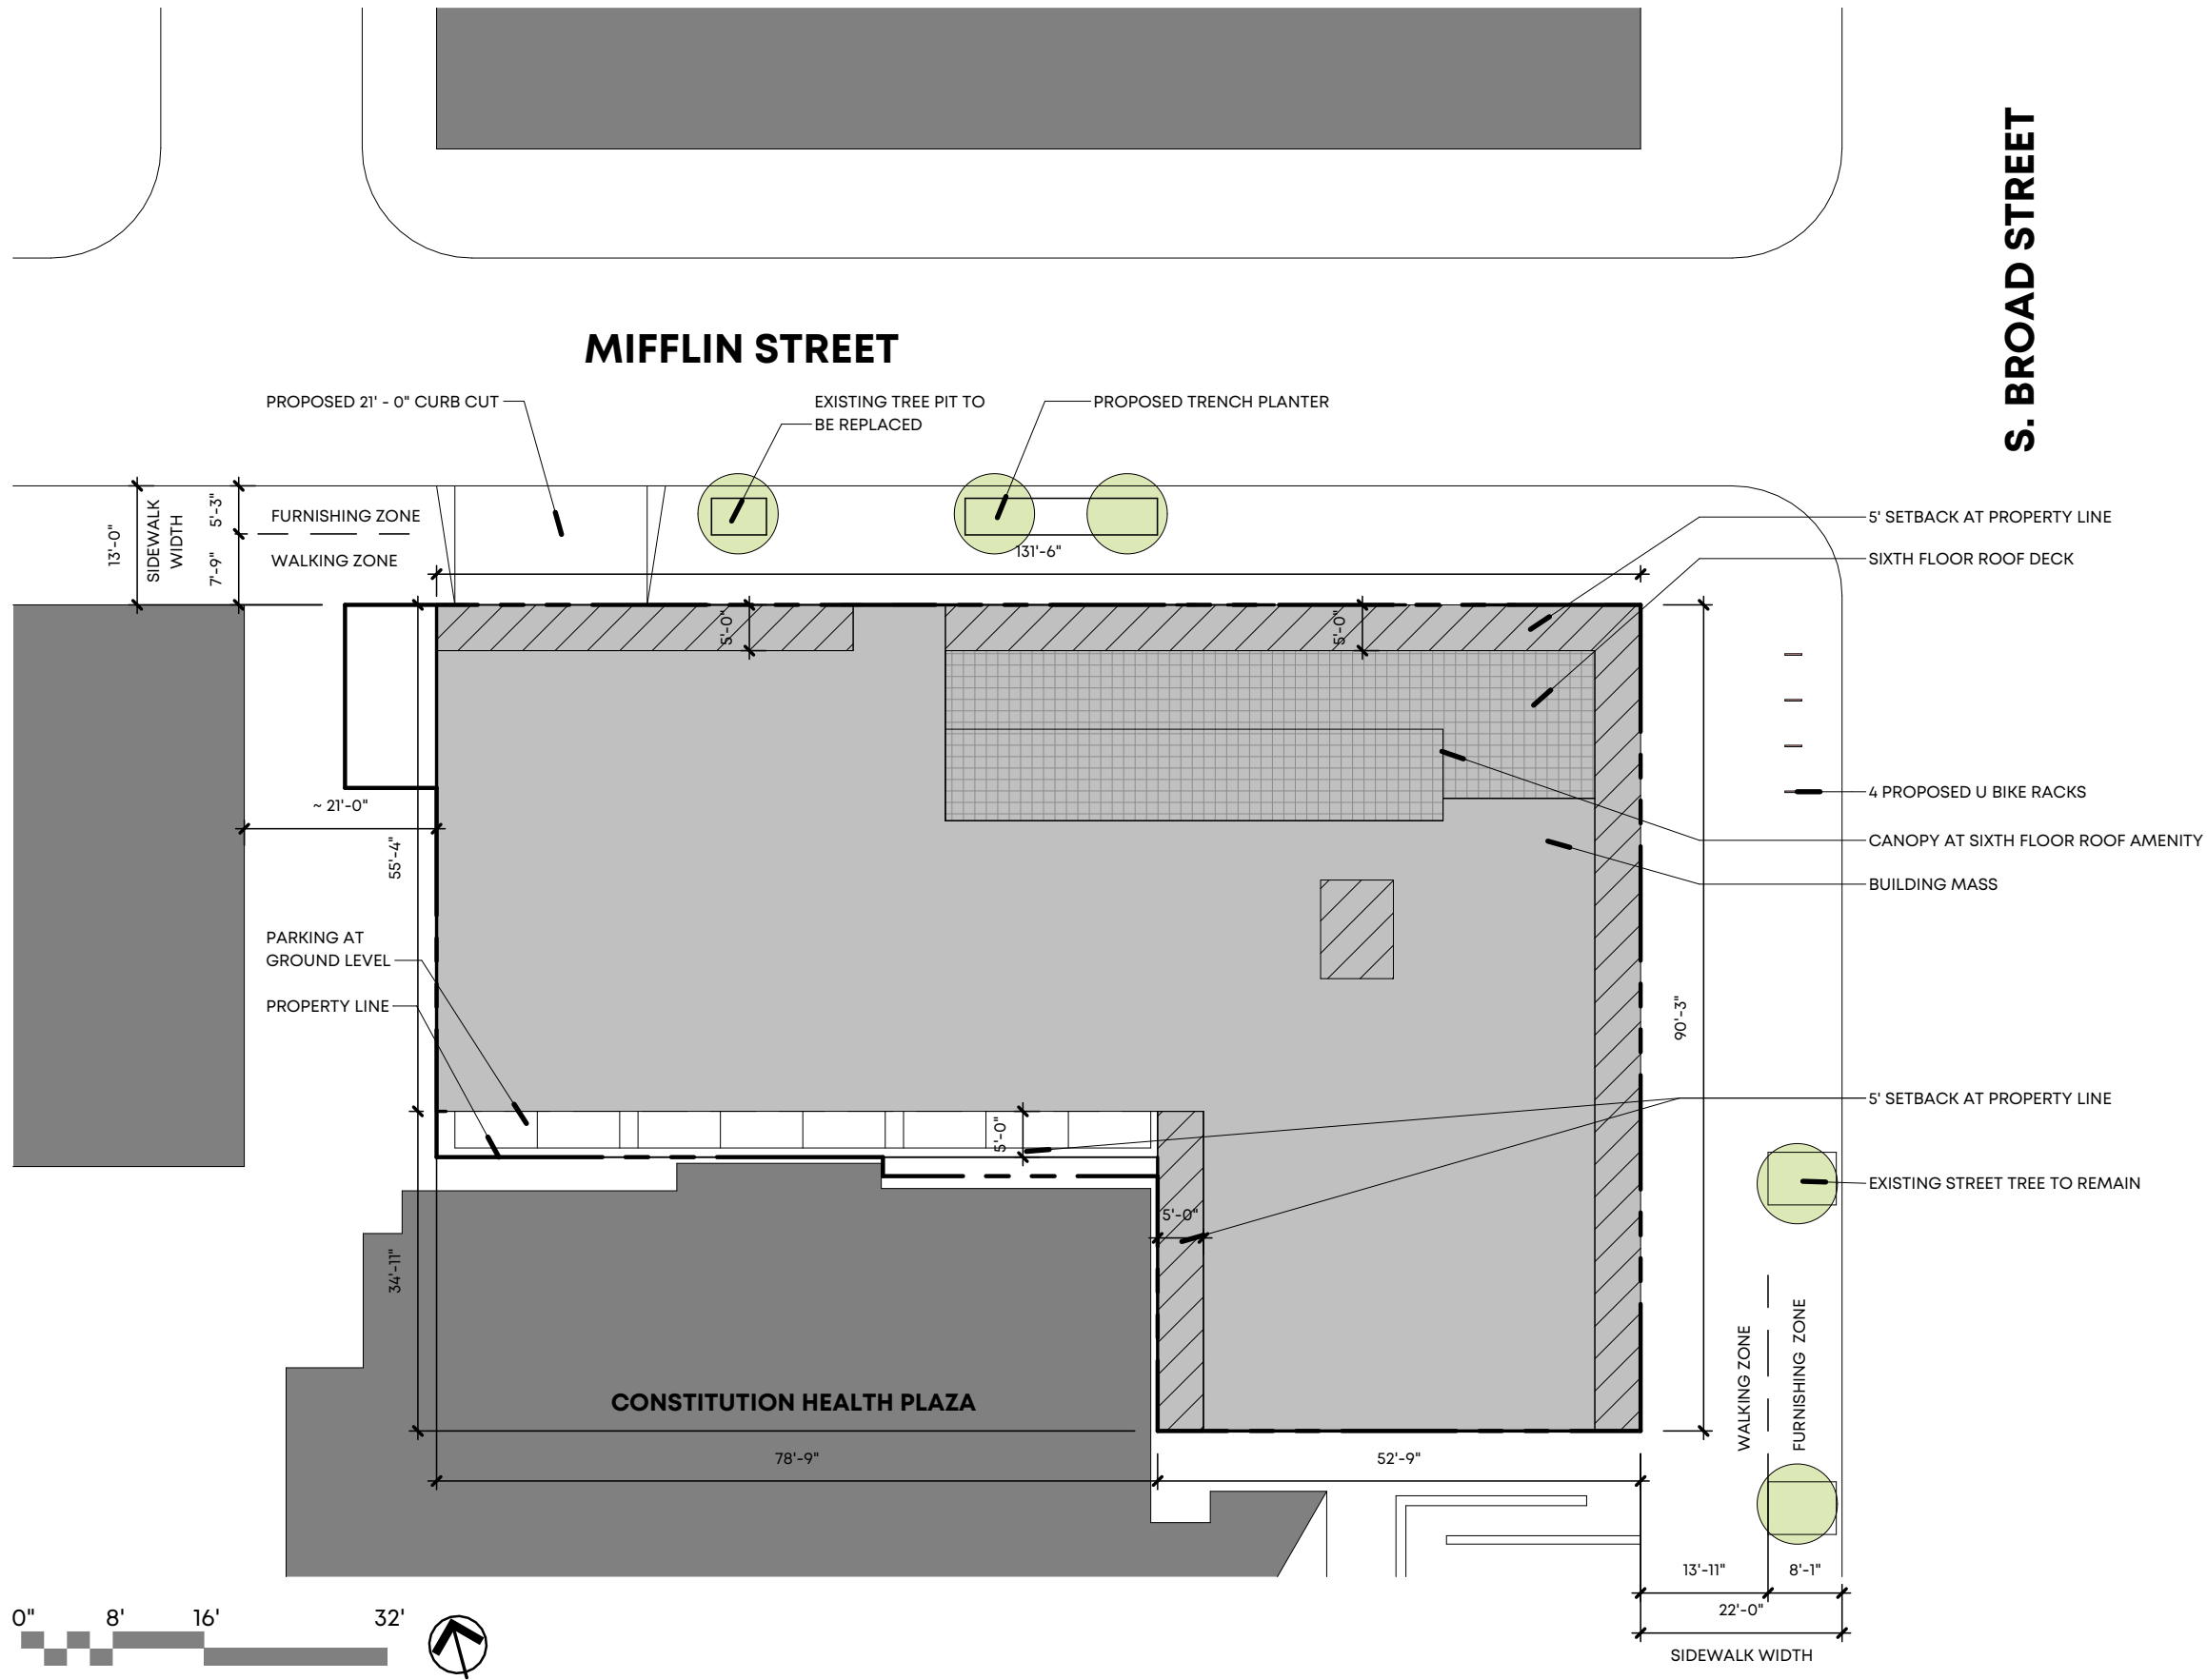 S. BROAD STREET
MIFFLIN STREET
PROPOSED 21' - 0" CURB CUT
EXISTING TREE PIT TO
BE REPLACED
PROPOSED TRENCH PLANTER
13'-0"
SIDEWALK
WIDTH
5'-3"
7'-9"
FURNISHING ZONE
WALKING ZONE
131'-6"
5' SETBACK AT PROPERTY LINE
SIXTH FLOOR ROOF DECK
5'-0"
5'-0"
~ 21'-0"
55'-4"
4 PROPOSED U BIKE RACKS
CANOPY AT SIXTH FLOOR ROOF AMENITY
BUILDING MASS
PARKING AT
GROUND LEVEL
PROPERTY LINE
90'-3"
5'-0"
5' SETBACK AT PROPERTY LINE
EXISTING STREET TREE TO REMAIN
5'-0"
34'-11"
WALKING ZONE
FURNISHING ZONE
CONSTITUTION HEALTH PLAZA
78'-9"
52'-9"
13'-11"
8'-1"
22'-0"
SIDEWALK WIDTH
0" 8' 16' 32'